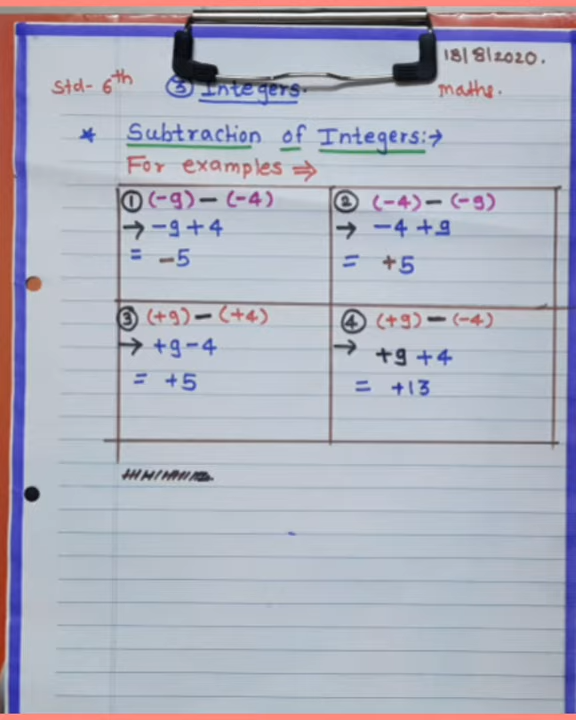 18/8/2020.
Std- 6th ③ Integers. maths.
* Subtraction of Integers:→
For examples ⇒
① (-9) - (-4)
→ -9 + 4
= -5
② (-4) - (-9)
→ -4 + 9
= +5
③ (+9) - (+4)
→ +9 - 4
= +5
④ (+9) - (-4)
→ +9 + 4
= +13